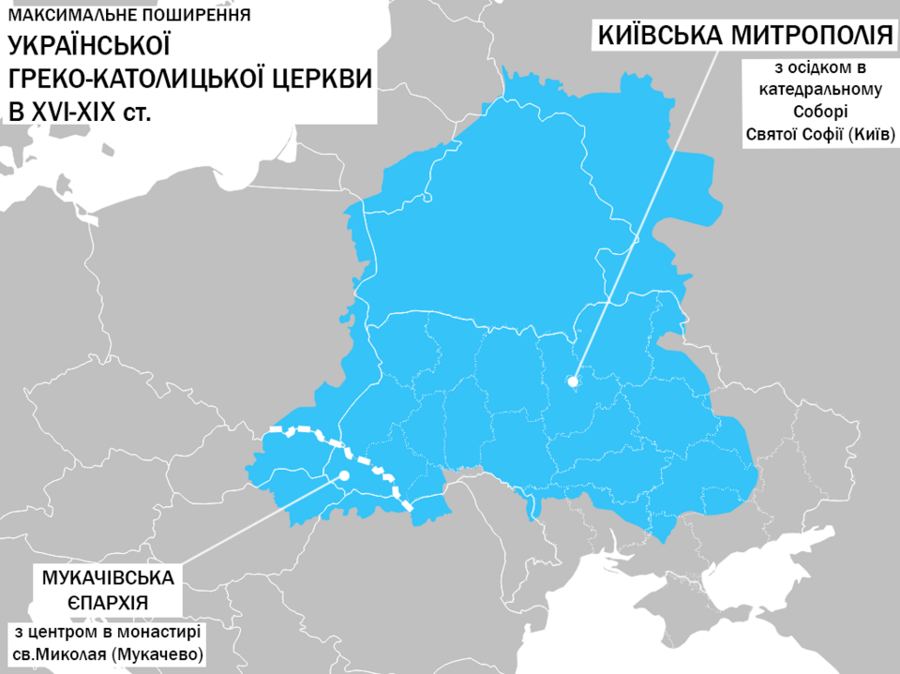 МАКСИМАЛЬНЕ ПОШИРЕННЯ
УКРАЇНСЬКОЇ
ГРЕКО-КАТОЛИЦЬКОЇ ЦЕРКВИ
В XVI-XIX ст.
КИЇВСЬКА МИТРОПОЛІЯ
з осідком в
катедральному
Соборі
Святої Софії (Київ)
МУКАЧІВСЬКА
ЄПАРХІЯ
з центром в монастирі
св.Миколая (Мукачево)